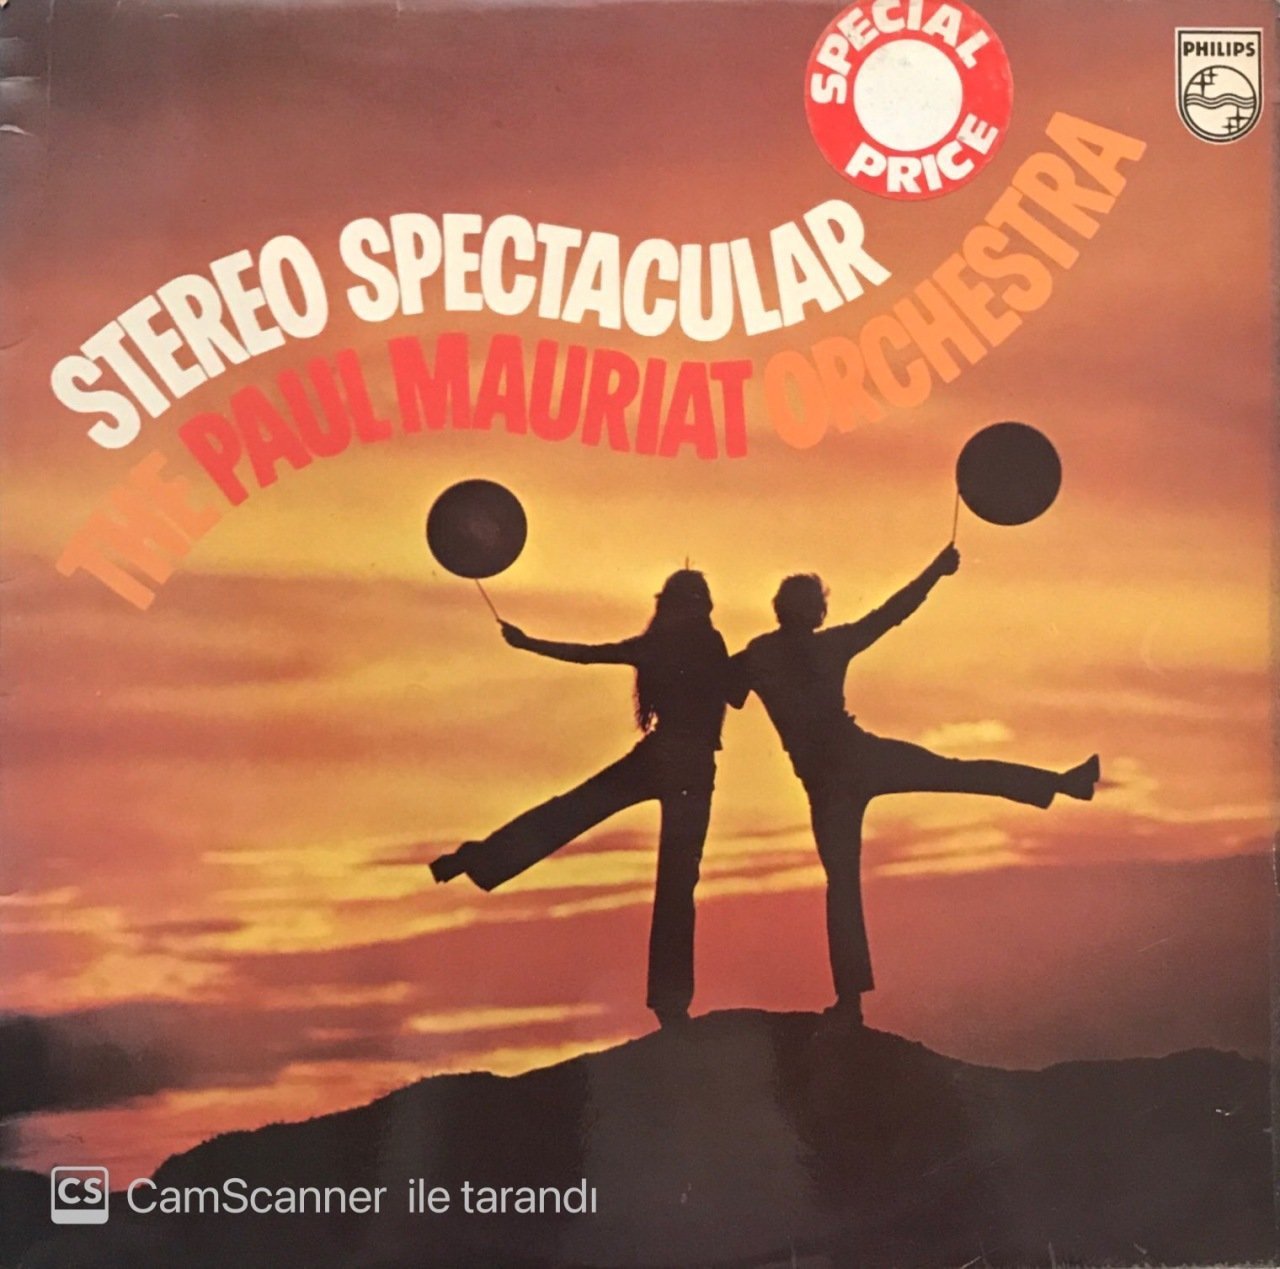 SPECIAL
PRICE
PHILIPS
STEREO SPECTACULAR
THE PAUL MAURIAT ORCHESTRA
CS CamScanner ile tarandı